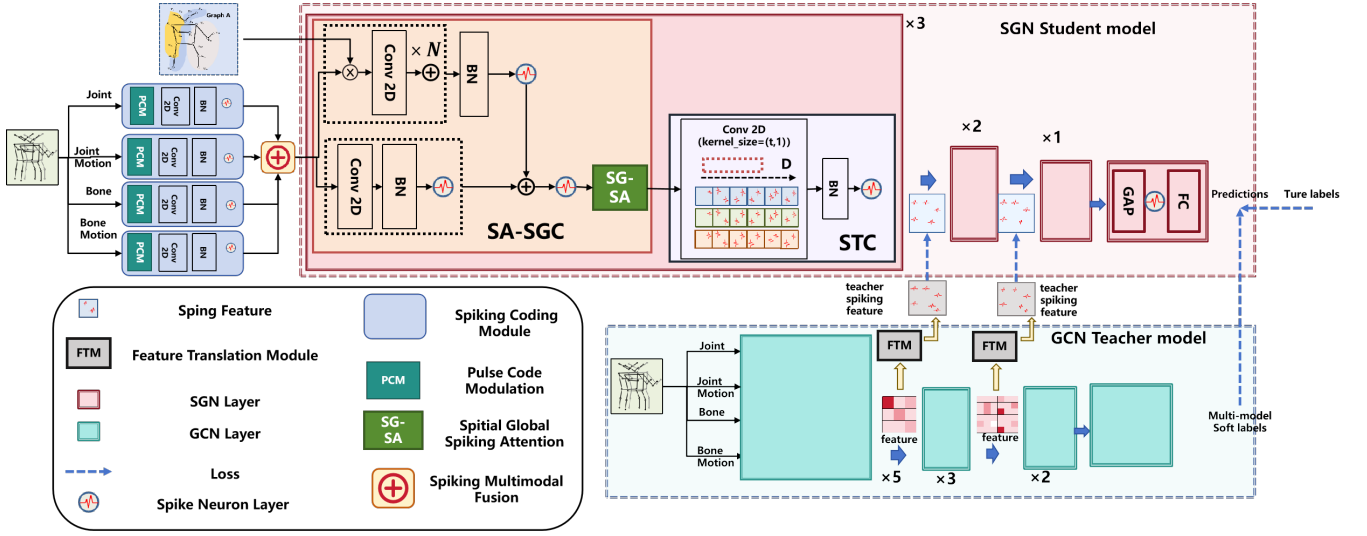 Graph A
Joint
PCM
Conv 2D
BN
Joint
Motion
PCM
Conv 2D
BN
Bone
PCM
Conv 2D
BN
Bone
Motion
PCM
Conv 2D
BN
Conv 2D
× N
BN
Conv 2D
BN
SG-
SA
SA-SGC
Conv 2D
(kernel_size=(t,1))
D
BN
STC
×3
SGN Student model
×2
×1
GAP
FC
Predictions
Ture labels
teacher
spiking
feature
teacher
spiking
feature
Sping Feature
FTM
Feature Translation Module
SGN Layer
GCN Layer
Loss
Spike Neuron Layer
Spiking Coding
Module
PCM
Pulse Code
Modulation
SG-
SA
Spitial Global
Spiking Attention
Spiking Multimodal
Fusion
GCN Teacher model
Joint
Joint
Motion
Bone
Bone
Motion
FTM
feature
×5
×3
FTM
feature
×2
Multi-model
Soft labels